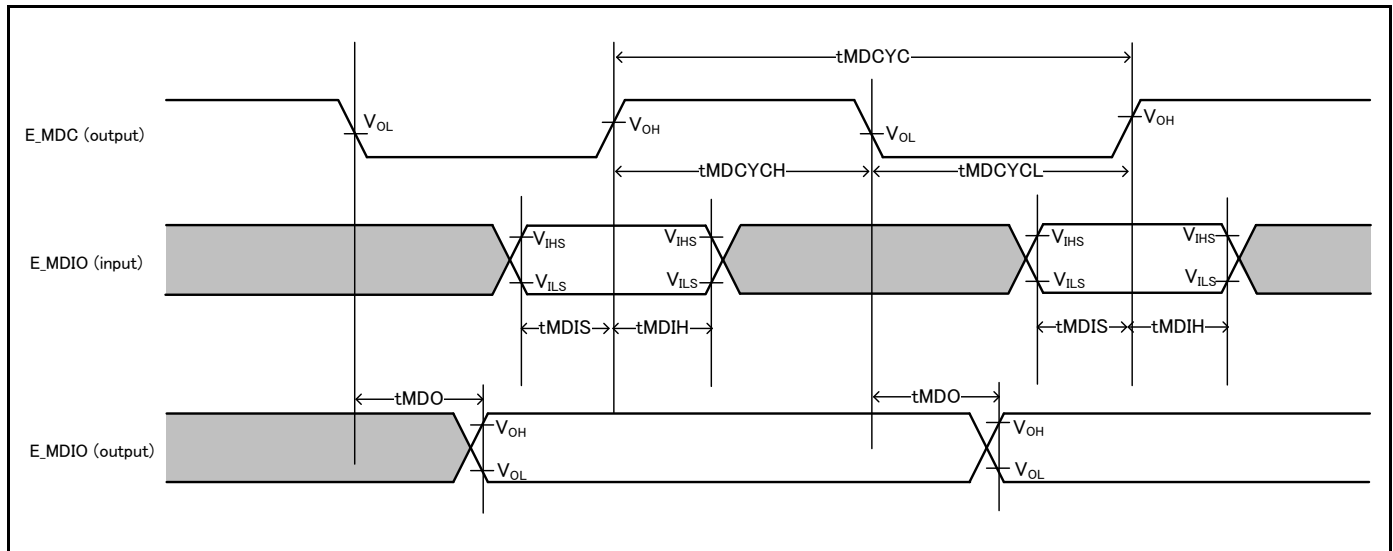 tMDCYC
E_MDC (output)
VOL
VOH
VOL
VOH
tMDCYCH
tMDCYCL
E_MDIO (input)
VIHS
VIHS
VIHS
VIHS
VILS
VILS
VILS
VILS
tMDIS
tMDIH
tMDIS
tMDIH
tMDO
tMDO
E_MDIO (output)
VOH
VOH
VOL
VOL